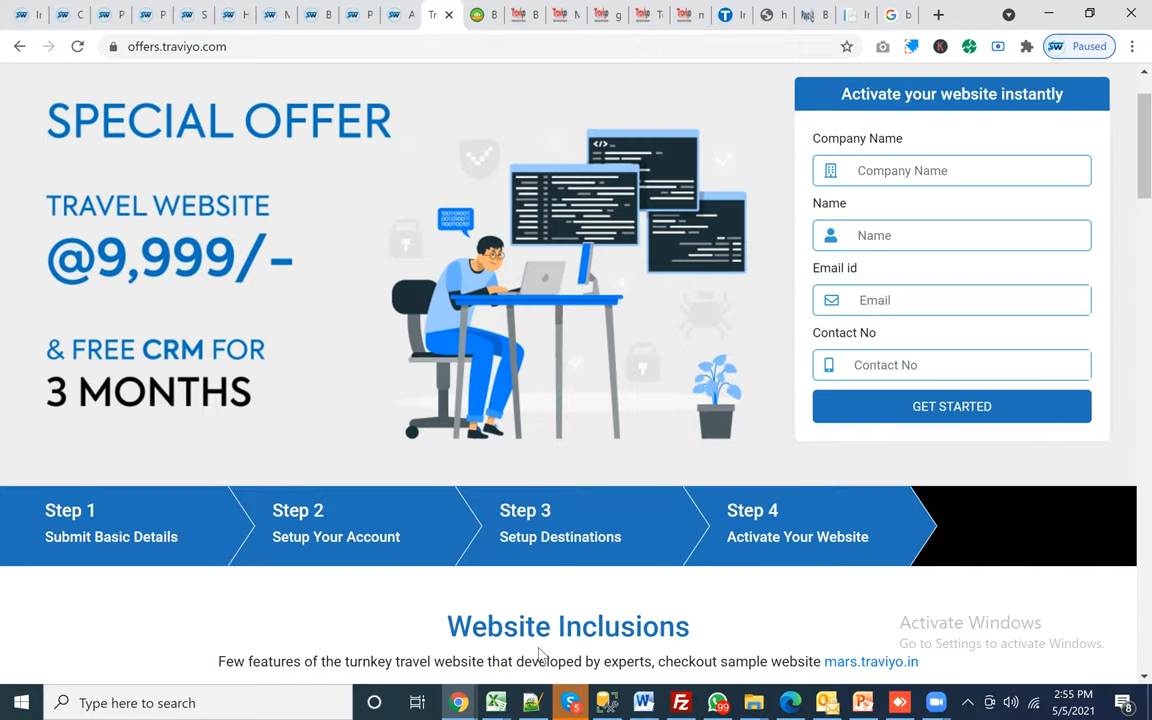 offers.traviyo.com
Paused
SPECIAL OFFER
TRAVEL WEBSITE
@9,999/-
& FREE CRM FOR
3 MONTHS
Activate your website instantly
Company Name
Company Name
Name
Name
Email id
Email
Contact No
Contact No
GET STARTED
Step 1
Submit Basic Details
Step 2
Setup Your Account
Step 3
Setup Destinations
Step 4
Activate Your Website
Website Inclusions
Few features of the turnkey travel website that developed by experts, checkout sample website mars.traviyo.in
Activate Windows
Go to Settings to activate Windows.
Type here to search
2:55 PM
5/5/2021